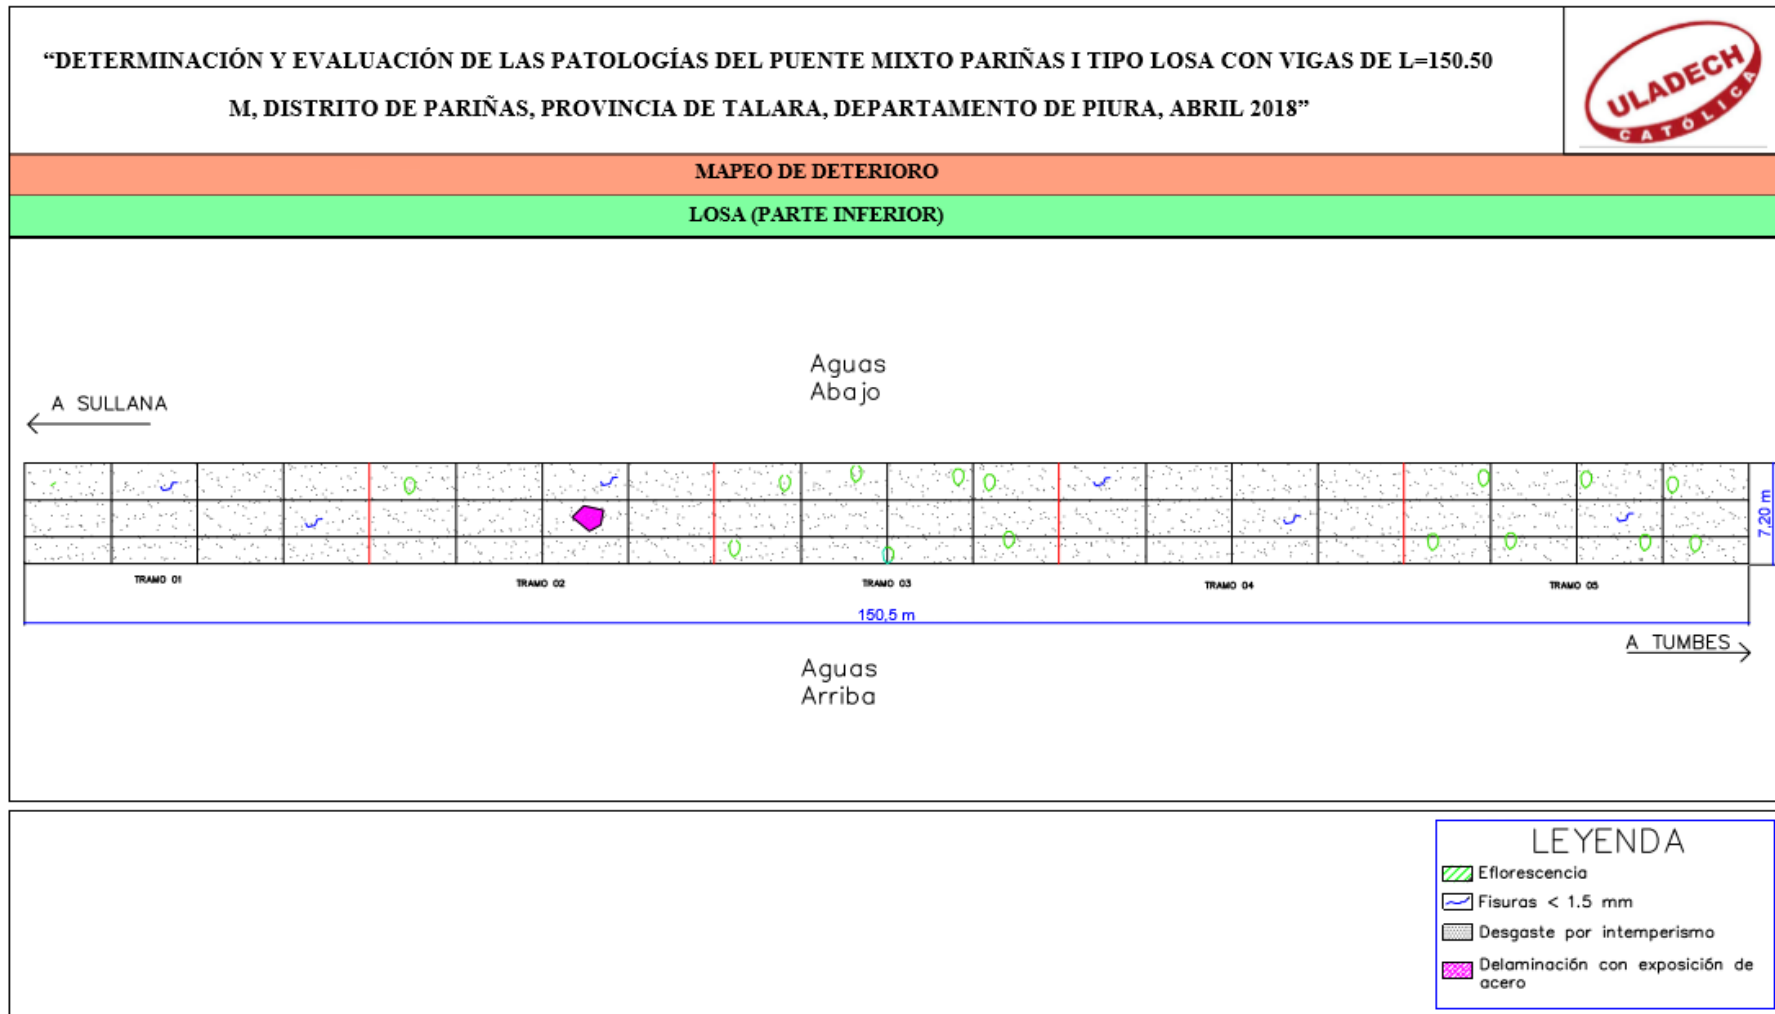 “DETERMINACIÓN Y EVALUACIÓN DE LAS PATOLOGÍAS DEL PUENTE MIXTO PARIÑAS I TIPO LOSA CON VIGAS DE L=150.50
M, DISTRITO DE PARIÑAS, PROVINCIA DE TALARA, DEPARTAMENTO DE PIURA, ABRIL 2018”
ULADECH
CATÓLICA
MAPEO DE DETERIORO
LOSA (PARTE INFERIOR)
Aguas
Abajo
A SULLANA
7,20 m
TRAMO 01
TRAMO 02
TRAMO 03
TRAMO 04
TRAMO 05
150,5 m
A TUMBES
Aguas
Arriba
LEYENDA
Eflorescencia
Fisuras < 1.5 mm
Desgaste por intemperismo
Delaminación con exposición de
acero